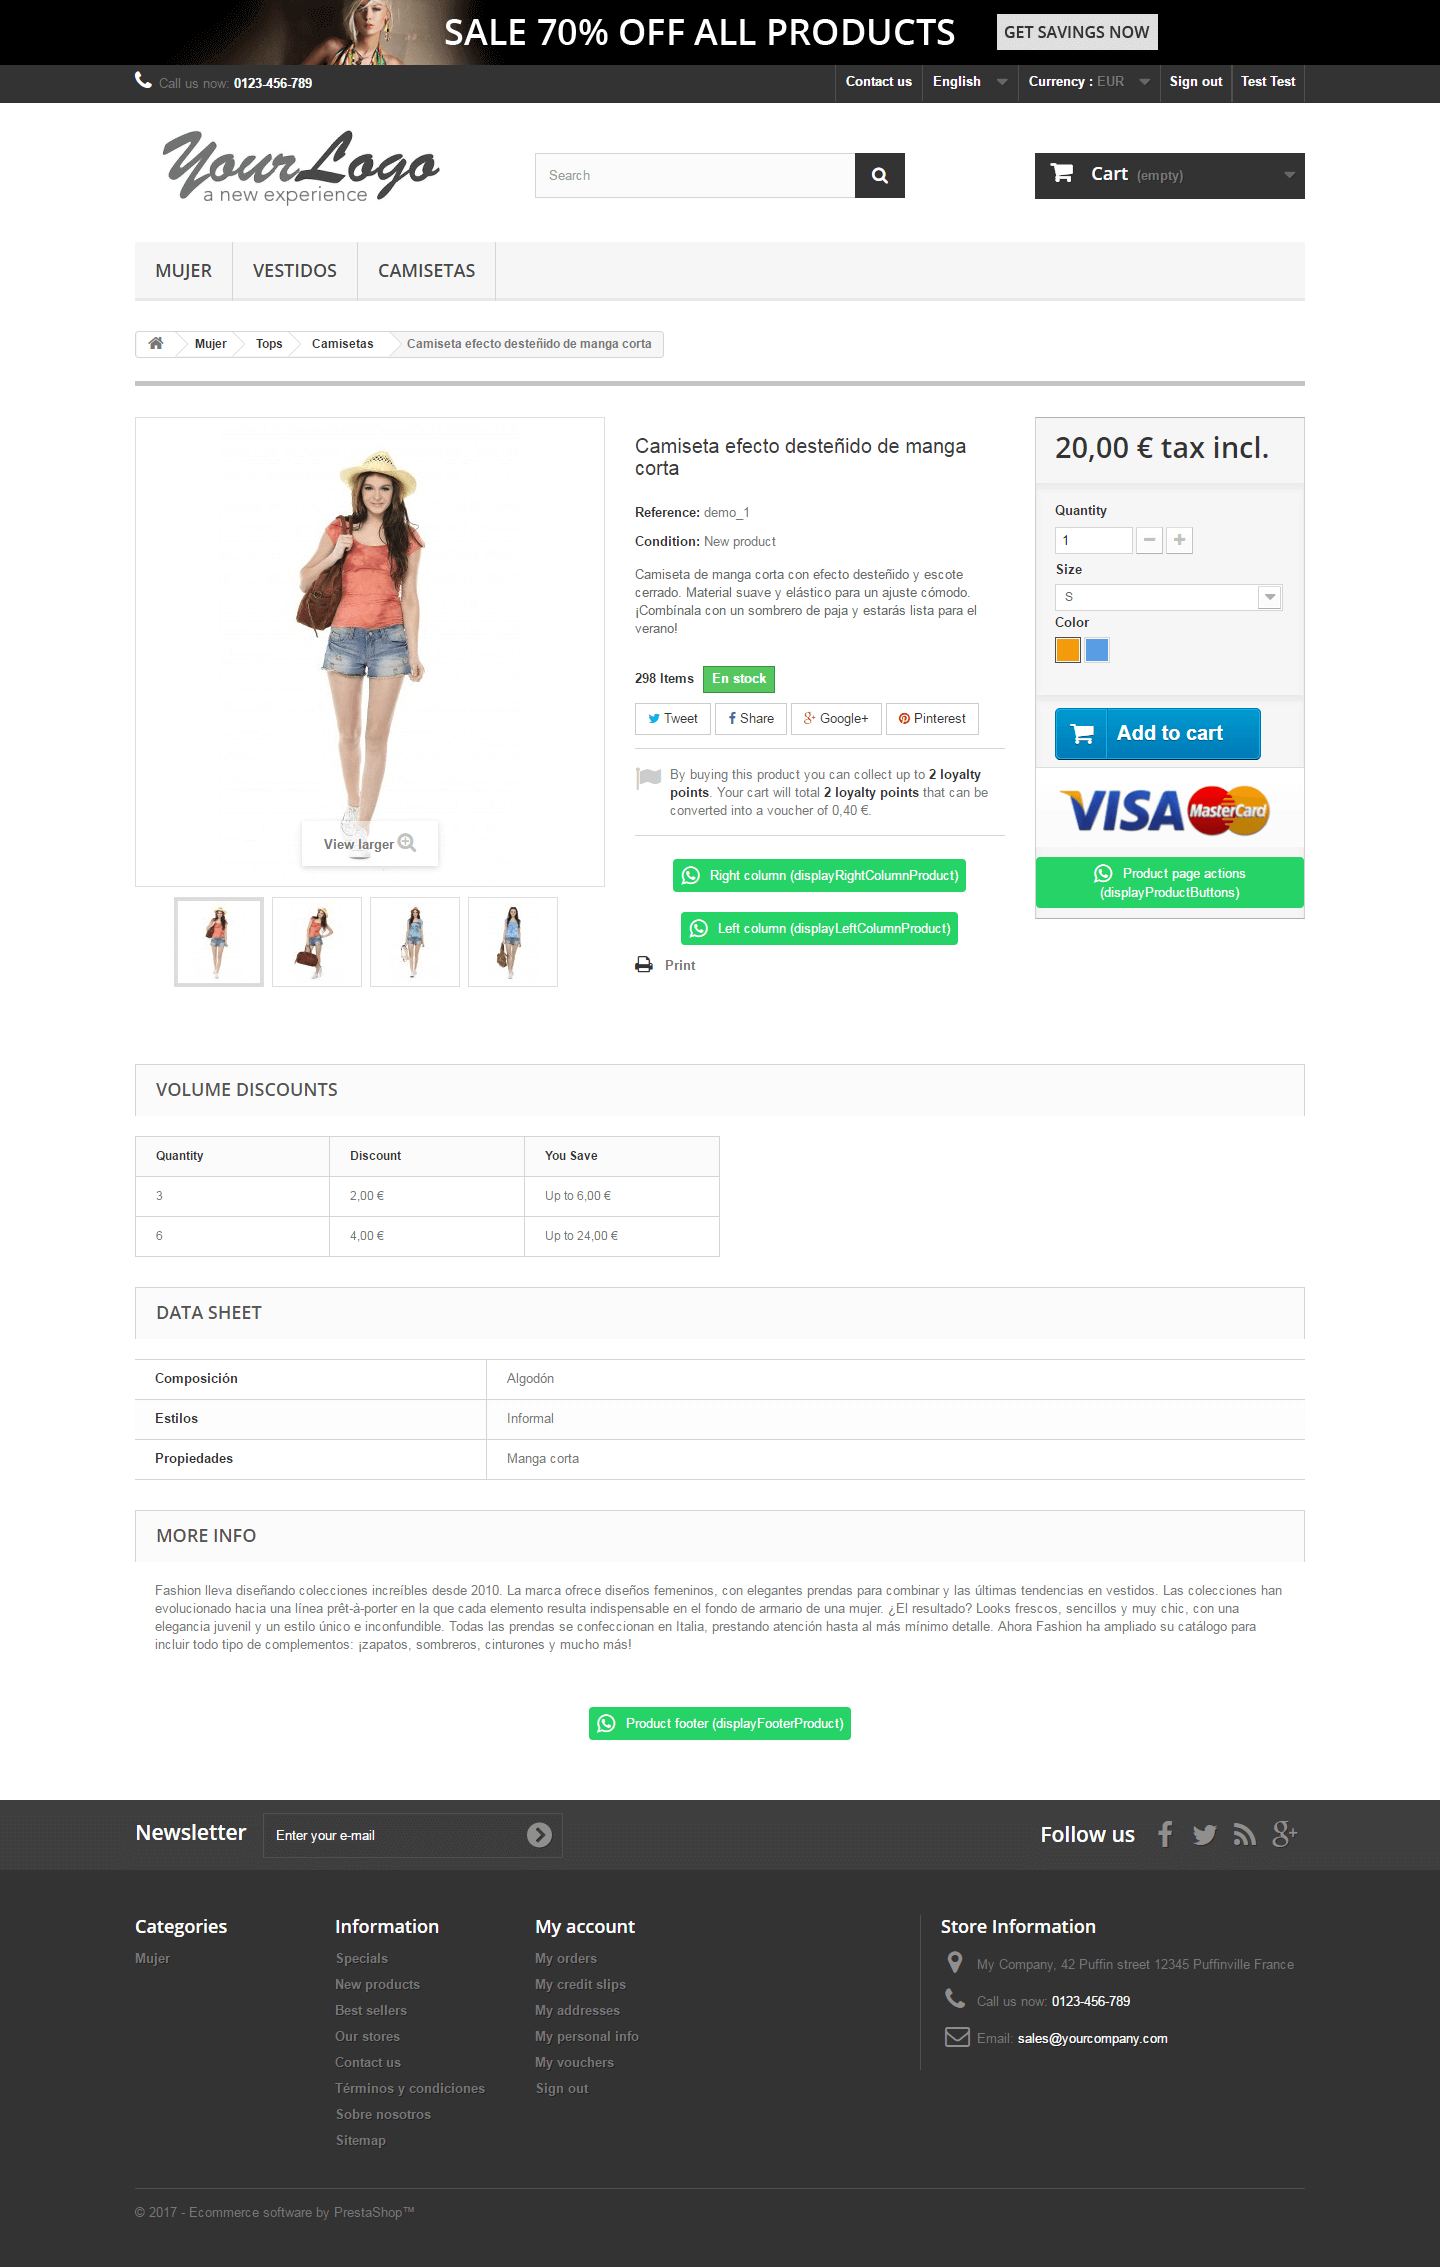 SALE 70% OFF ALL PRODUCTS GET SAVINGS NOW
Call us now: 0123-456-789 Contact us English Currency : EUR Sign out Test Test
YourLogo
a new experience
Search
Cart (empty)
MUJER VESTIDOS CAMISETAS
Mujer Tops Camisetas Camiseta efecto desteñido de manga corta
Camiseta efecto desteñido de manga
corta
Reference: demo_1
Condition: New product
Camiseta de manga corta con efecto desteñido y escote
cerrado. Material suave y elástico para un ajuste cómodo.
¡Combínala con un sombrero de paja y estarás lista para el
verano!
298 Items En stock
Tweet Share Google+ Pinterest
By buying this product you can collect up to 2 loyalty
points. Your cart will total 2 loyalty points that can be
converted into a voucher of 0,40 €.
Right column (displayRightColumnProduct)
Left column (displayLeftColumnProduct)
Print
View larger
20,00 € tax incl.
Quantity
1
Size
S
Color
Add to cart
VISA MasterCard
Product page actions
(displayProductButtons)
VOLUME DISCOUNTS
Quantity Discount You Save
3 2,00 € Up to 6,00 €
6 4,00 € Up to 24,00 €
DATA SHEET
Composición Algodón
Estilos Informal
Propiedades Manga corta
MORE INFO
Fashion lleva diseñando colecciones increíbles desde 2010. La marca ofrece diseños femeninos, con elegantes prendas para combinar y las últimas tendencias en vestidos. Las colecciones han
evolucionado hacia una línea prêt-à-porter en la que cada elemento resulta indispensable en el fondo de armario de una mujer. ¿El resultado? Looks frescos, sencillos y muy chic, con una
elegancia juvenil y un estilo único e inconfundible. Todas las prendas se confeccionan en Italia, prestando atención hasta al más mínimo detalle. Ahora Fashion ha ampliado su catálogo para
incluir todo tipo de complementos: ¡zapatos, sombreros, cinturones y mucho más!
Product footer (displayFooterProduct)
Newsletter Enter your e-mail Follow us
Categories
Mujer
Information
Specials
New products
Best sellers
Our stores
Contact us
Términos y condiciones
Sobre nosotros
Sitemap
My account
My orders
My credit slips
My addresses
My personal info
My vouchers
Sign out
Store Information
My Company, 42 Puffin street 12345 Puffinville France
Call us now: 0123-456-789
Email: sales@yourcompany.com
© 2017 - Ecommerce software by PrestaShop™